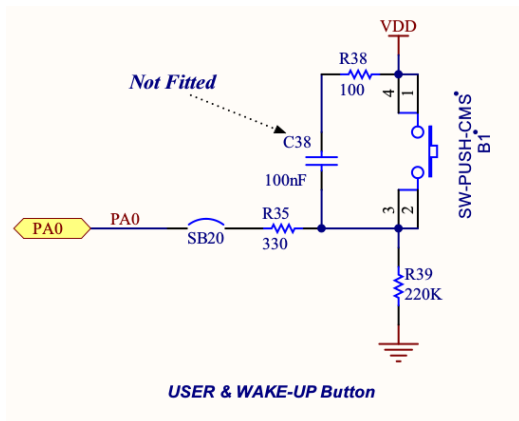 VDD
R38
100
Not Fitted
4
1
C38
100nF
SW-PUSH-CMS
B1
3
2
PA0
PA0
SB20
R35
330
R39
220K
USER & WAKE-UP Button